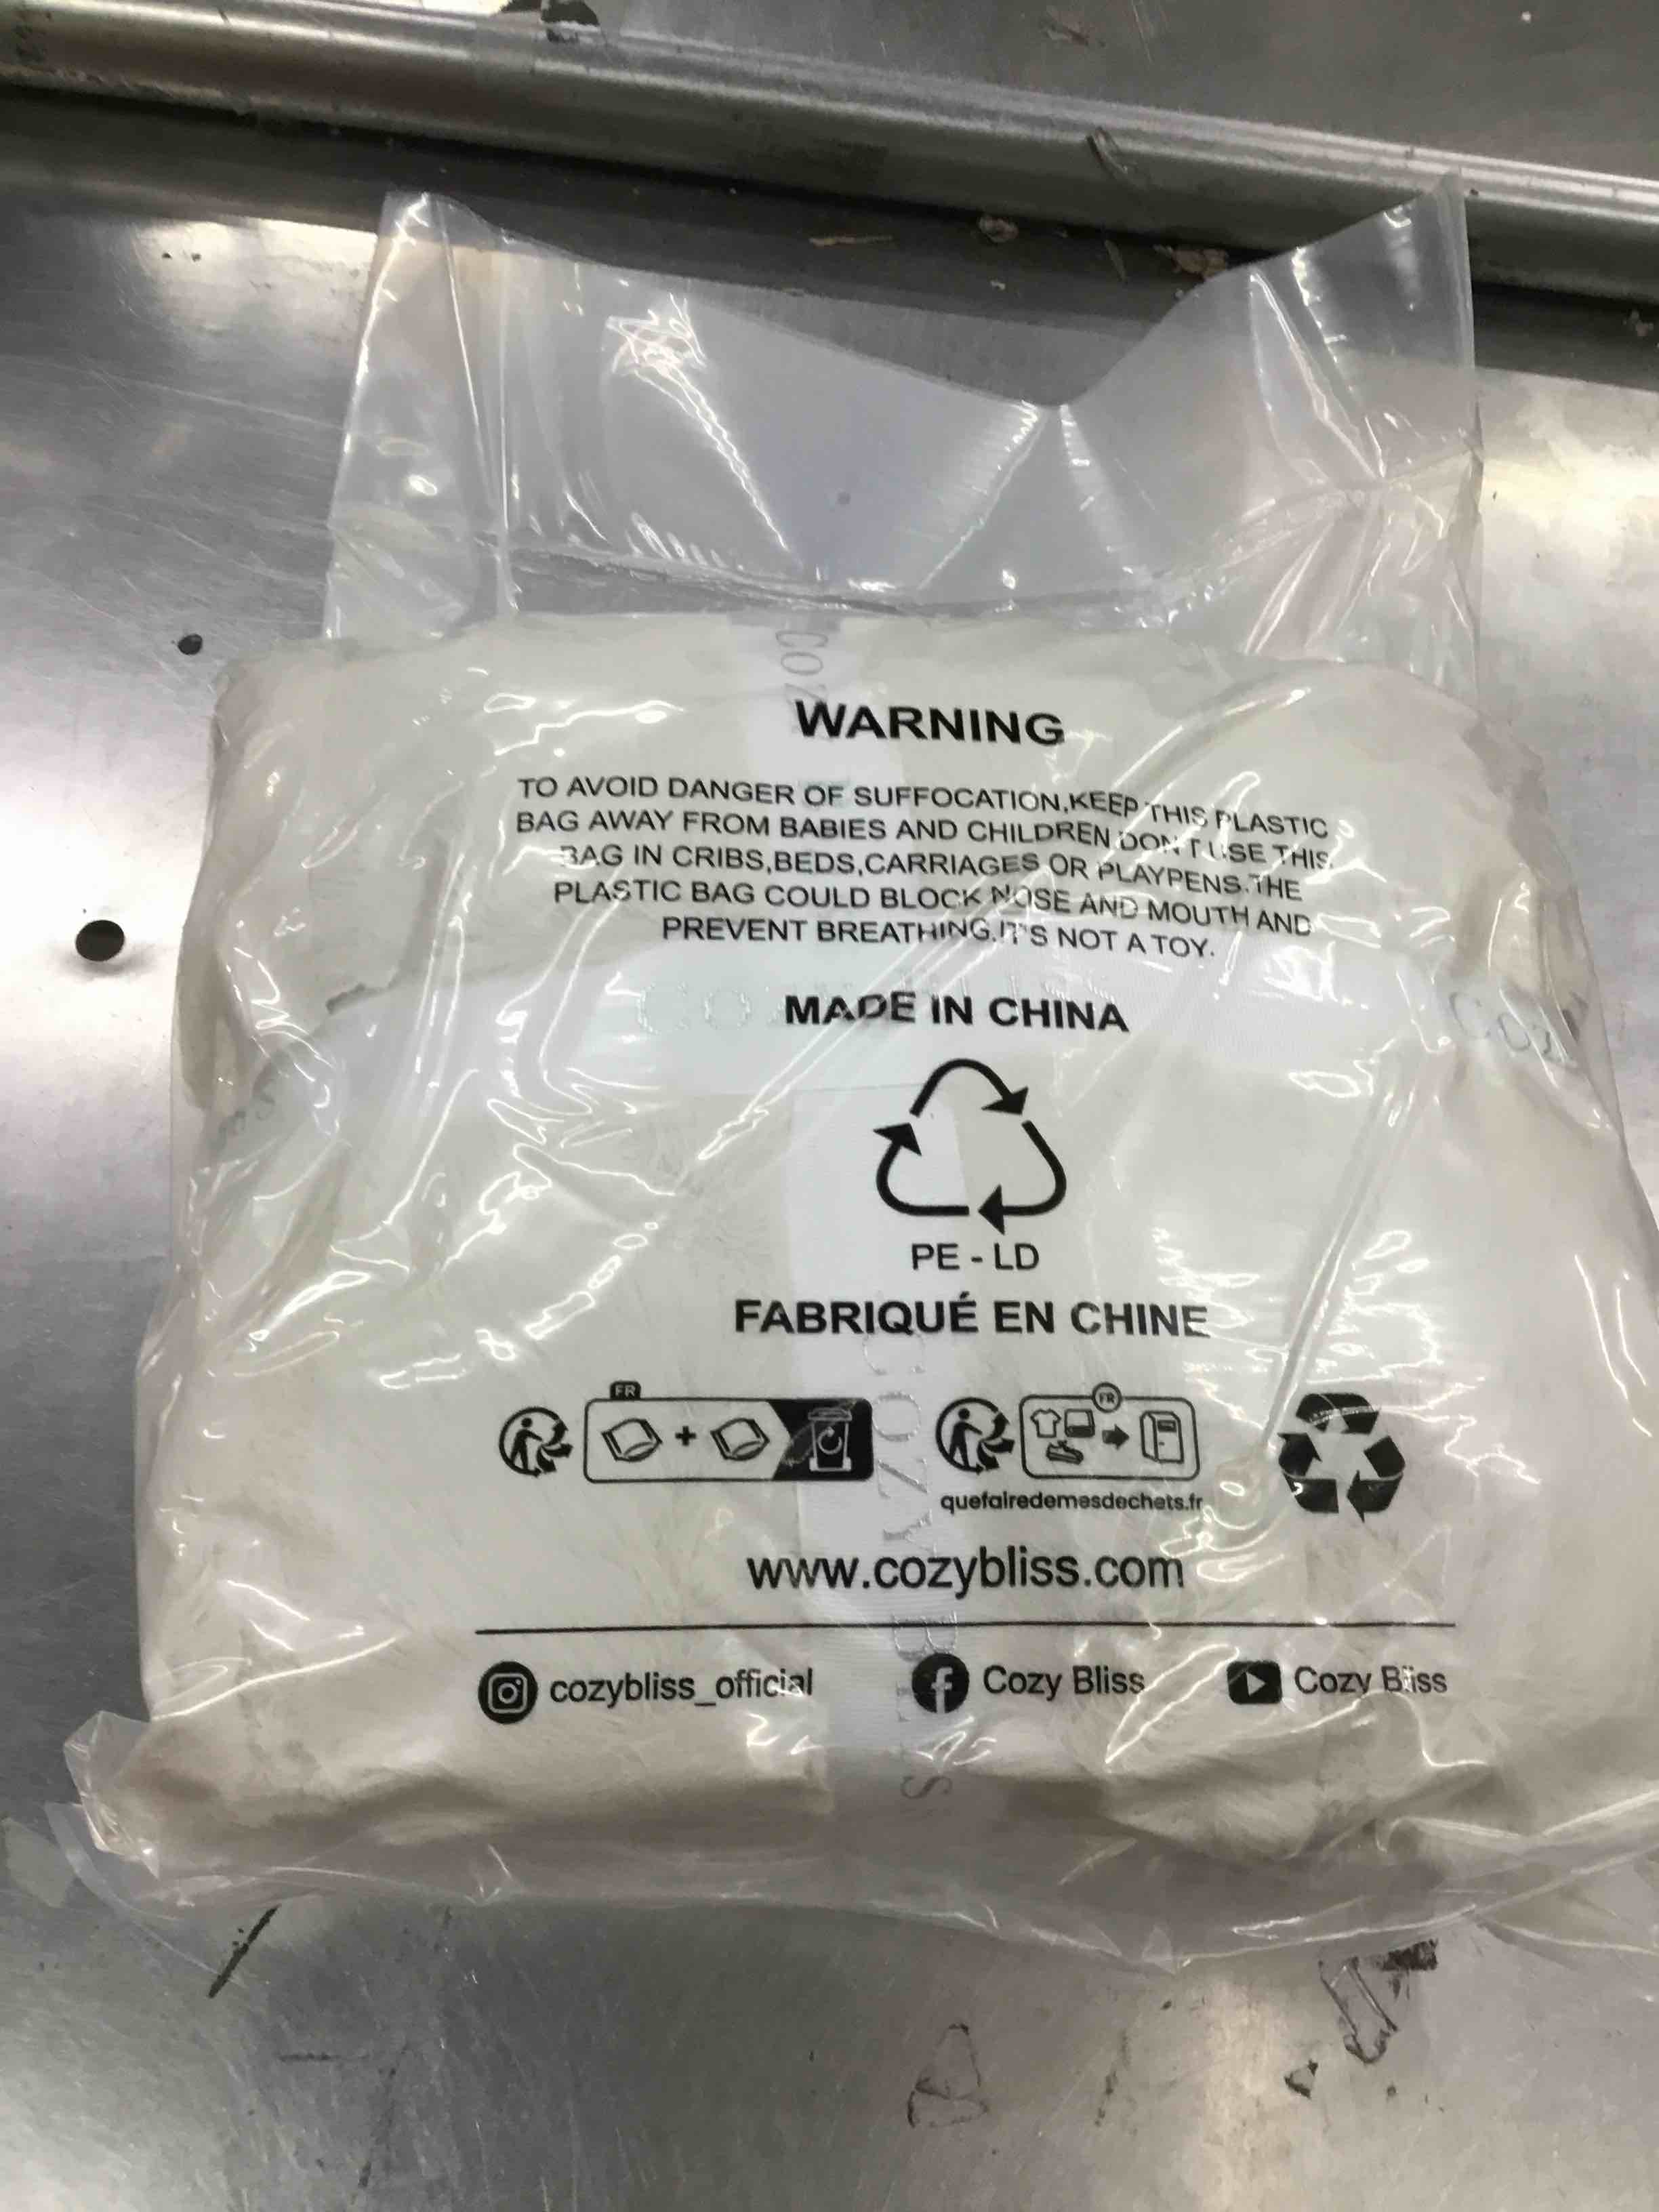 WARNING
TO AVOID DANGER OF SUFFOCATION,KEEP THIS PLASTIC
BAG AWAY FROM BABIES AND CHILDREN DON'T USE THIS
BAG IN CRIBS,BEDS,CARRIAGES OR PLAYPENS.THE
PLASTIC BAG COULD BLOCK NOSE AND MOUTH AND
PREVENT BREATHING.IT'S NOT A TOY.
MADE IN CHINA
PE - LD
FABRIQUÉ EN CHINE
FR
FR
quefairedemesdechets.fr
www.cozybliss.com
cozybliss_official
Cozy Bliss
Cozy Bliss